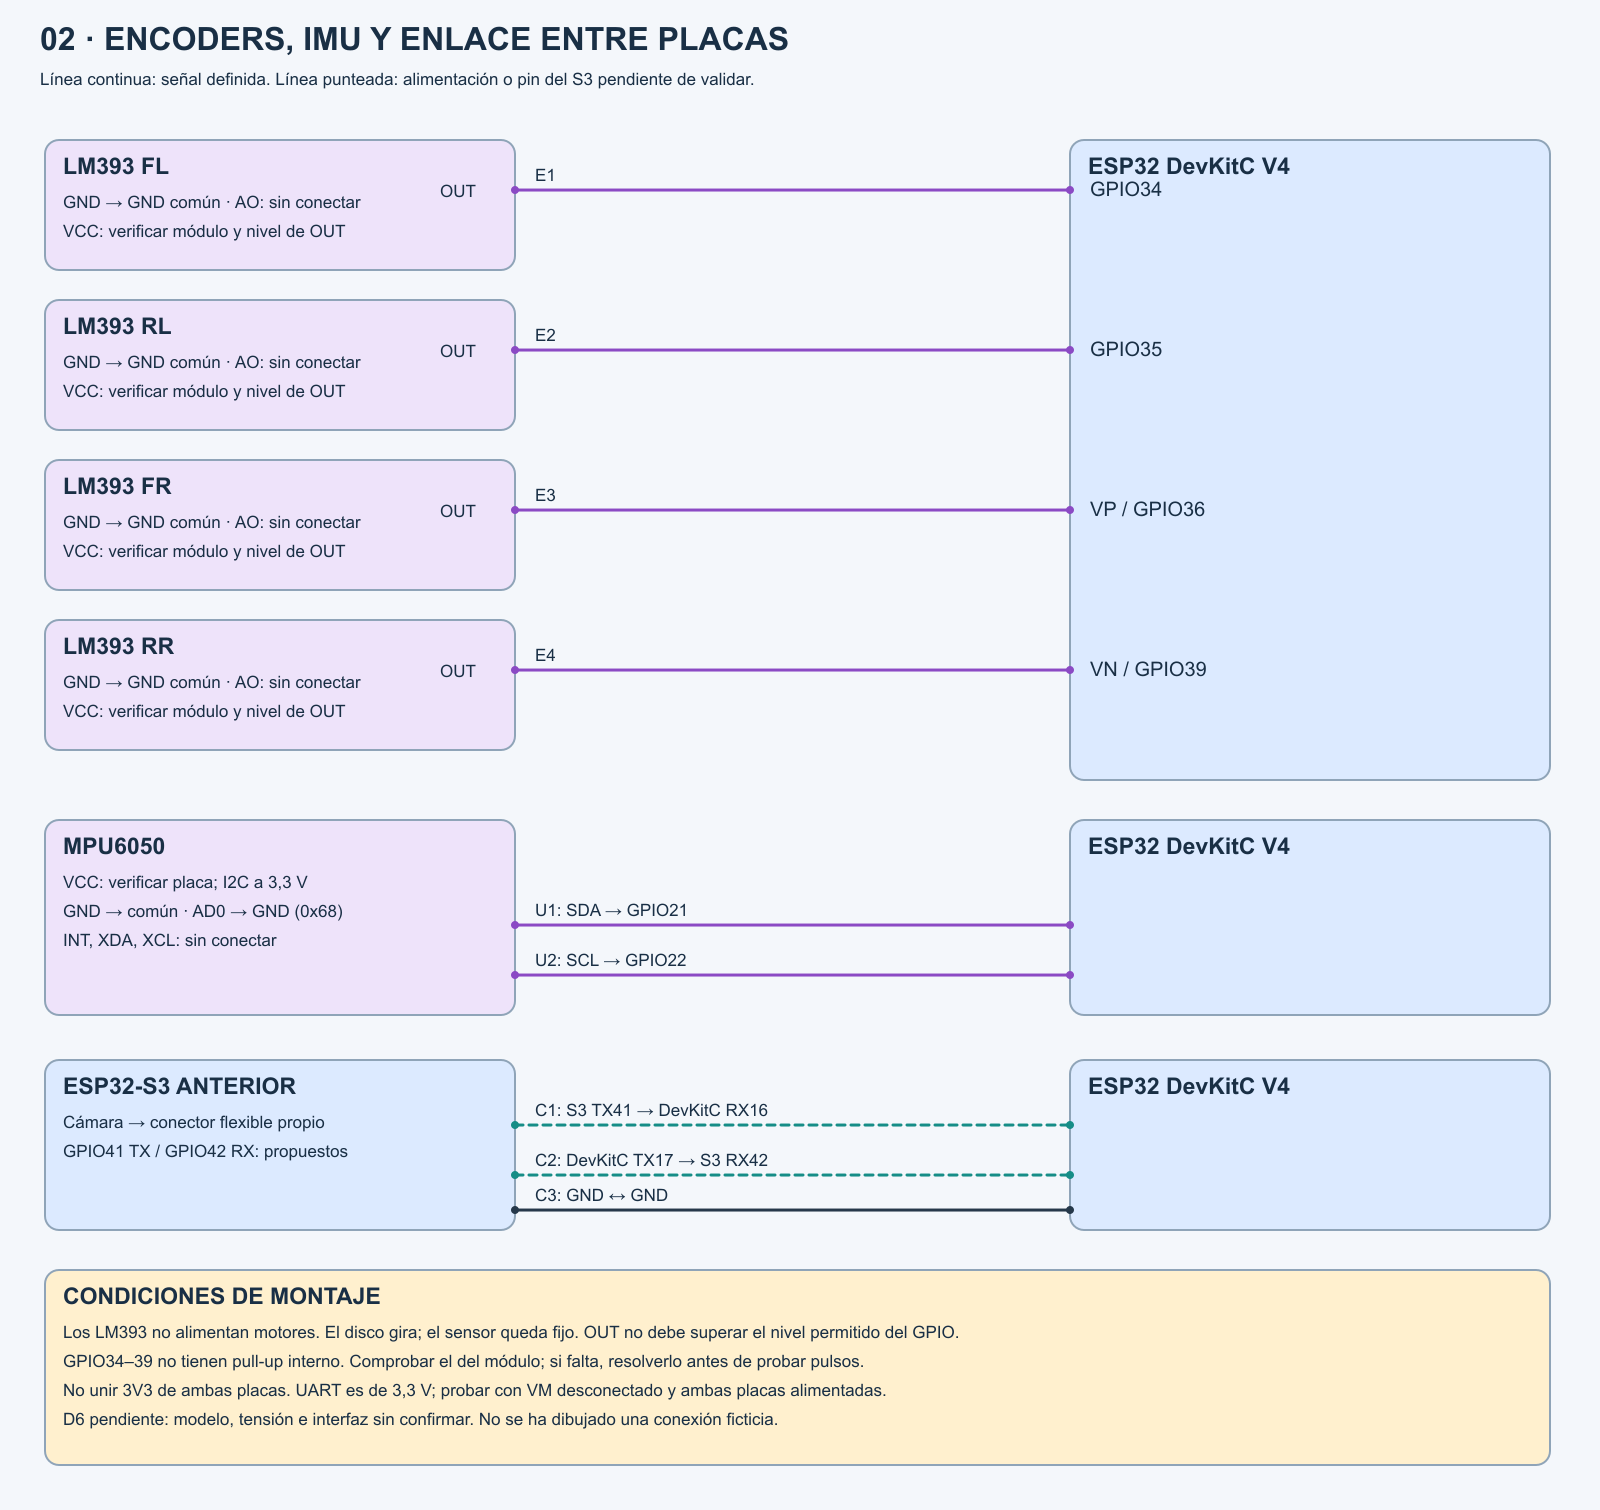 02 · ENCODERS, IMU Y ENLACE ENTRE PLACAS
Línea continua: señal definida. Línea punteada: alimentación o pin del S3 pendiente de validar.
LM393 FL
GND → GND común · AO: sin conectar
VCC: verificar módulo y nivel de OUT
OUT
E1
ESP32 DevKitC V4
GPIO34
LM393 RL
GND → GND común · AO: sin conectar
VCC: verificar módulo y nivel de OUT
OUT
E2
GPIO35
LM393 FR
GND → GND común · AO: sin conectar
VCC: verificar módulo y nivel de OUT
OUT
E3
VP / GPIO36
LM393 RR
GND → GND común · AO: sin conectar
VCC: verificar módulo y nivel de OUT
OUT
E4
VN / GPIO39
MPU6050
VCC: verificar placa; I2C a 3,3 V
GND → común · AD0 → GND (0x68)
INT, XDA, XCL: sin conectar
U1: SDA → GPIO21
U2: SCL → GPIO22
ESP32 DevKitC V4
ESP32-S3 ANTERIOR
Cámara → conector flexible propio
GPIO41 TX / GPIO42 RX: propuestos
C1: S3 TX41 → DevKitC RX16
C2: DevKitC TX17 → S3 RX42
C3: GND ↔ GND
ESP32 DevKitC V4
CONDICIONES DE MONTAJE
Los LM393 no alimentan motores. El disco gira; el sensor queda fijo. OUT no debe superar el nivel permitido del GPIO.
GPIO34–39 no tienen pull-up interno. Comprobar el del módulo; si falta, resolverlo antes de probar pulsos.
No unir 3V3 de ambas placas. UART es de 3,3 V; probar con VM desconectado y ambas placas alimentadas.
D6 pendiente: modelo, tensión e interfaz sin confirmar. No se ha dibujado una conexión ficticia.